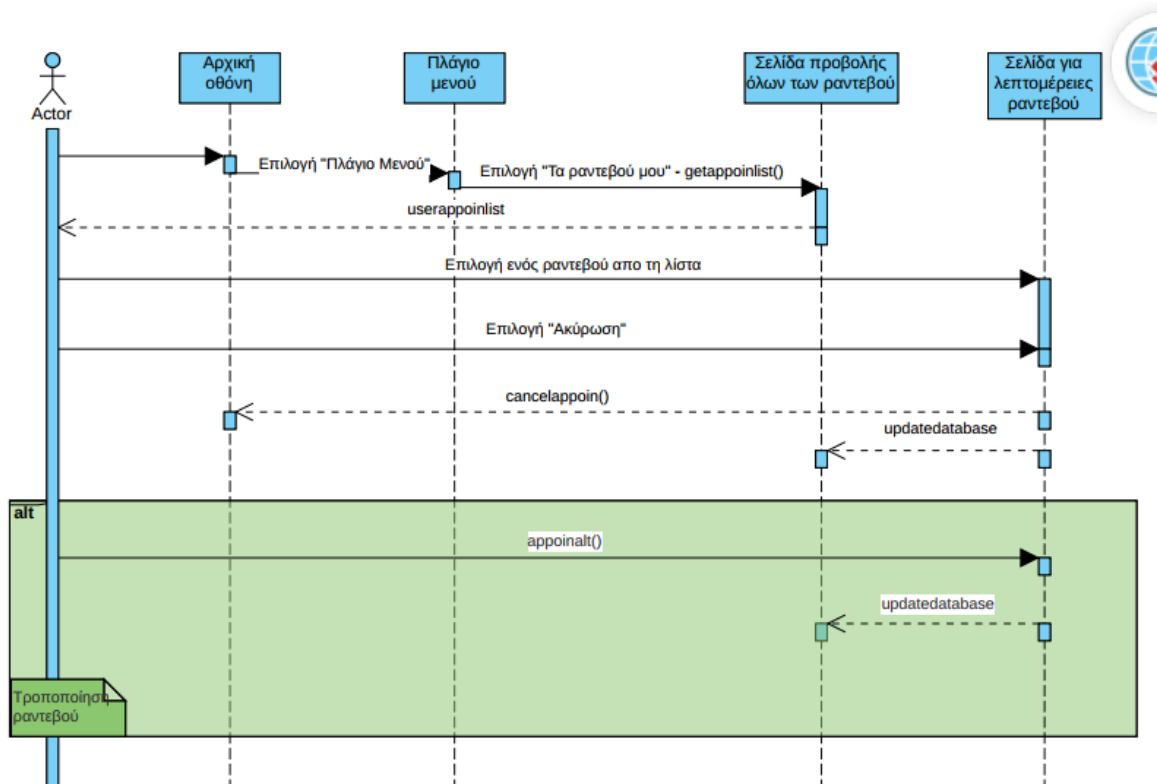 Actor
Αρχική
οθόνη
Πλάγιο
μενού
Σελίδα προβολής
όλων των ραντεβού
Σελίδα για
λεπτομέρειες
ραντεβού
Επιλογή "Πλάγιο Μενού"
Επιλογή "Τα ραντεβού μου" - getappoinlist()
userappoinlist
Επιλογή ενός ραντεβού απο τη λίστα
Επιλογή "Ακύρωση"
cancelappoin()
updatedatabase
alt
appoinalt()
updatedatabase
Τροποποίηση
ραντεβού